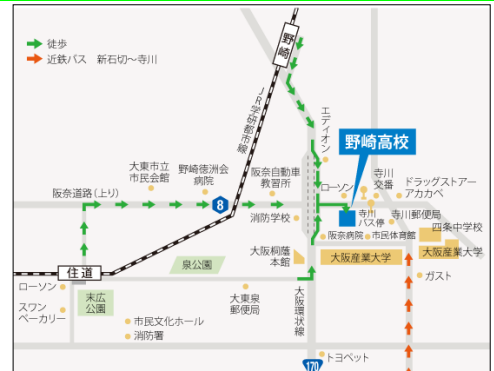 徒歩
近鉄バス 新石切〜寺川
野崎
JR学研都市線
エディオン
野崎高校
大東市立
市民会館
野崎徳洲会
病院
阪奈自動車
教習所
ローソン
寺川
交番
ドラッグストアー
アカカベ
阪奈道路(上り)
8
消防学校
寺川
バス停
寺川郵便局
四条中学校
阪奈病院
市民体育館
大阪桐蔭
本館
大阪産業大学
大阪産業大学
泉公園
住道
ガスト
ローソン
末広
公園
大東泉
郵便局
大阪環状線
スワン
ベーカリー
市民文化ホール
消防署
トヨペット
170